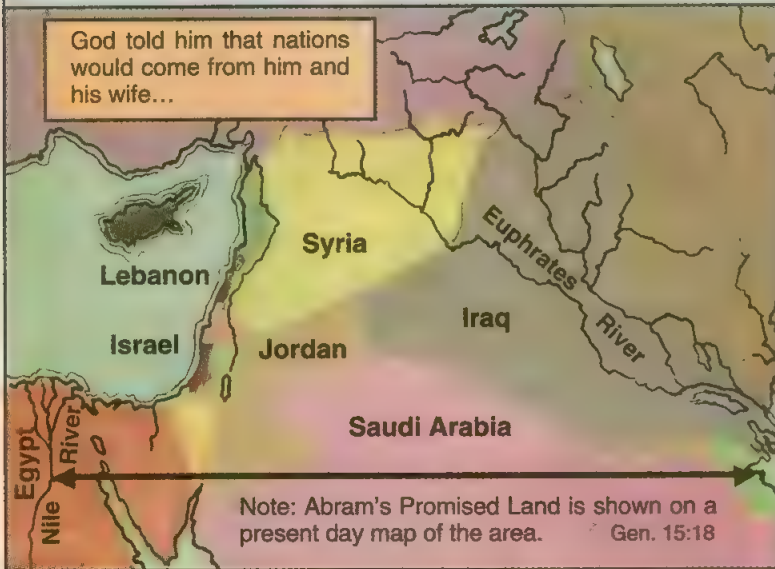 God told him that nations
would come from him and
his wife...
Syria
Lebanon
Euphrates
River
Iraq
Israel
Jordan
Saudi Arabia
Egypt
Nile
River
Note: Abram's Promised Land is shown on a
present day map of the area. Gen. 15:18